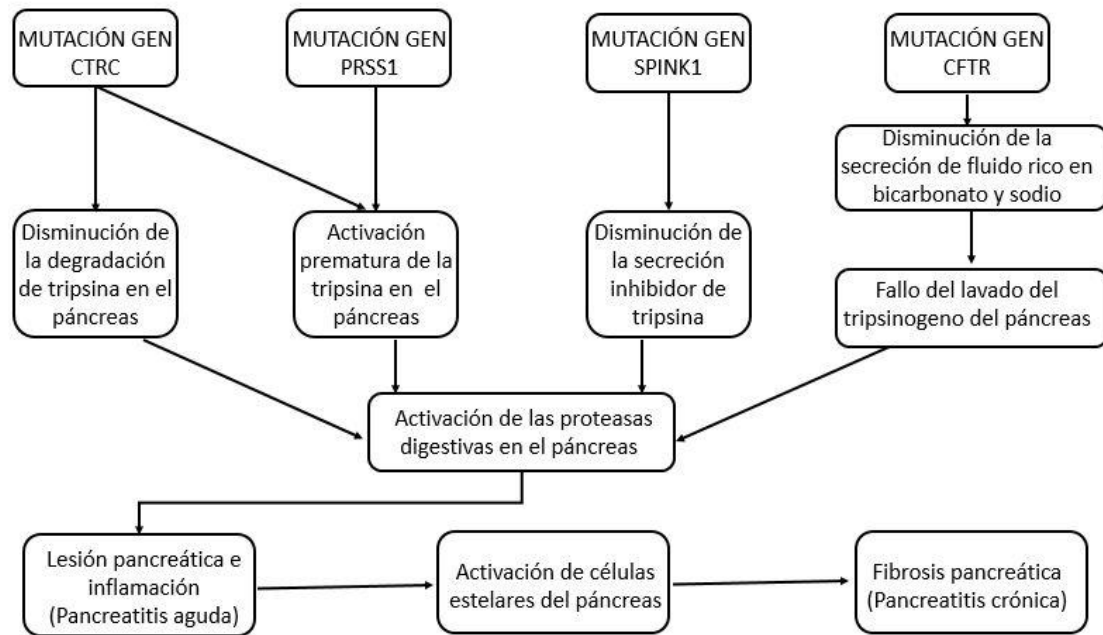 MUTACIÓN GEN
CTRC
MUTACIÓN GEN
PRSS1
MUTACIÓN GEN
SPINK1
MUTACIÓN GEN
CFTR
Disminución de la
secreción de fluido rico en
bicarbonato y sodio
Disminución de
la degradación
de tripsina en el
páncreas
Activación
prematura de la
tripsina en el
páncreas
Disminución de
la secreción
inhibidor de
tripsina
Fallo del lavado del
tripsinogeno del páncreas
Activación de las proteasas
digestivas en el páncreas
Lesión pancreática e
inflamación
(Pancreatitis aguda)
Activación de células
estelares del páncreas
Fibrosis pancreática
(Pancreatitis crónica)